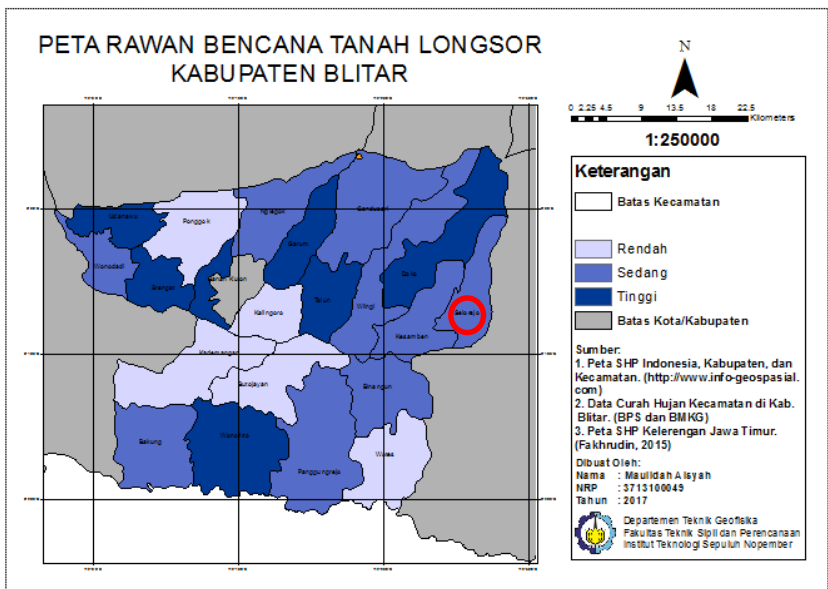 PETA RAWAN BENCANA TANAH LONGSOR
KABUPATEN BLITAR
N
0 2.25 4.5 9 13.5 18 22.5
Kilometers
1:250000
Keterangan
Batas Kecamatan
Rendah
Sedang
Tinggi
Batas Kota/Kabupaten
Sumber:
1. Peta SHP Indonesia, Kabupaten, dan
Kecamatan. (http://www.info-geospasial.
com)
2. Data Curah Hujan Kecamatan di Kab.
Blitar. (BPS dan BMKG)
3. Peta SHP Kelerengan Jawa Timur.
(Fakhrudin, 2015)
Dibuat Oleh:
Nama : Maulidah Aisyah
NRP : 3713100049
Tahun : 2017
Departemen Teknik Geofisika
Fakultas Teknik Sipil dan Perencanaan
Institut Teknologi Sepuluh Nopember
Udanawu
Ponggok
Nglegok
Gandusari
Wonodadi
Srengat
Garum
Doko
Talun
Wlingi
Selorejo
Kesamben
Binangun
Bakung
Panggungrejo
Wates